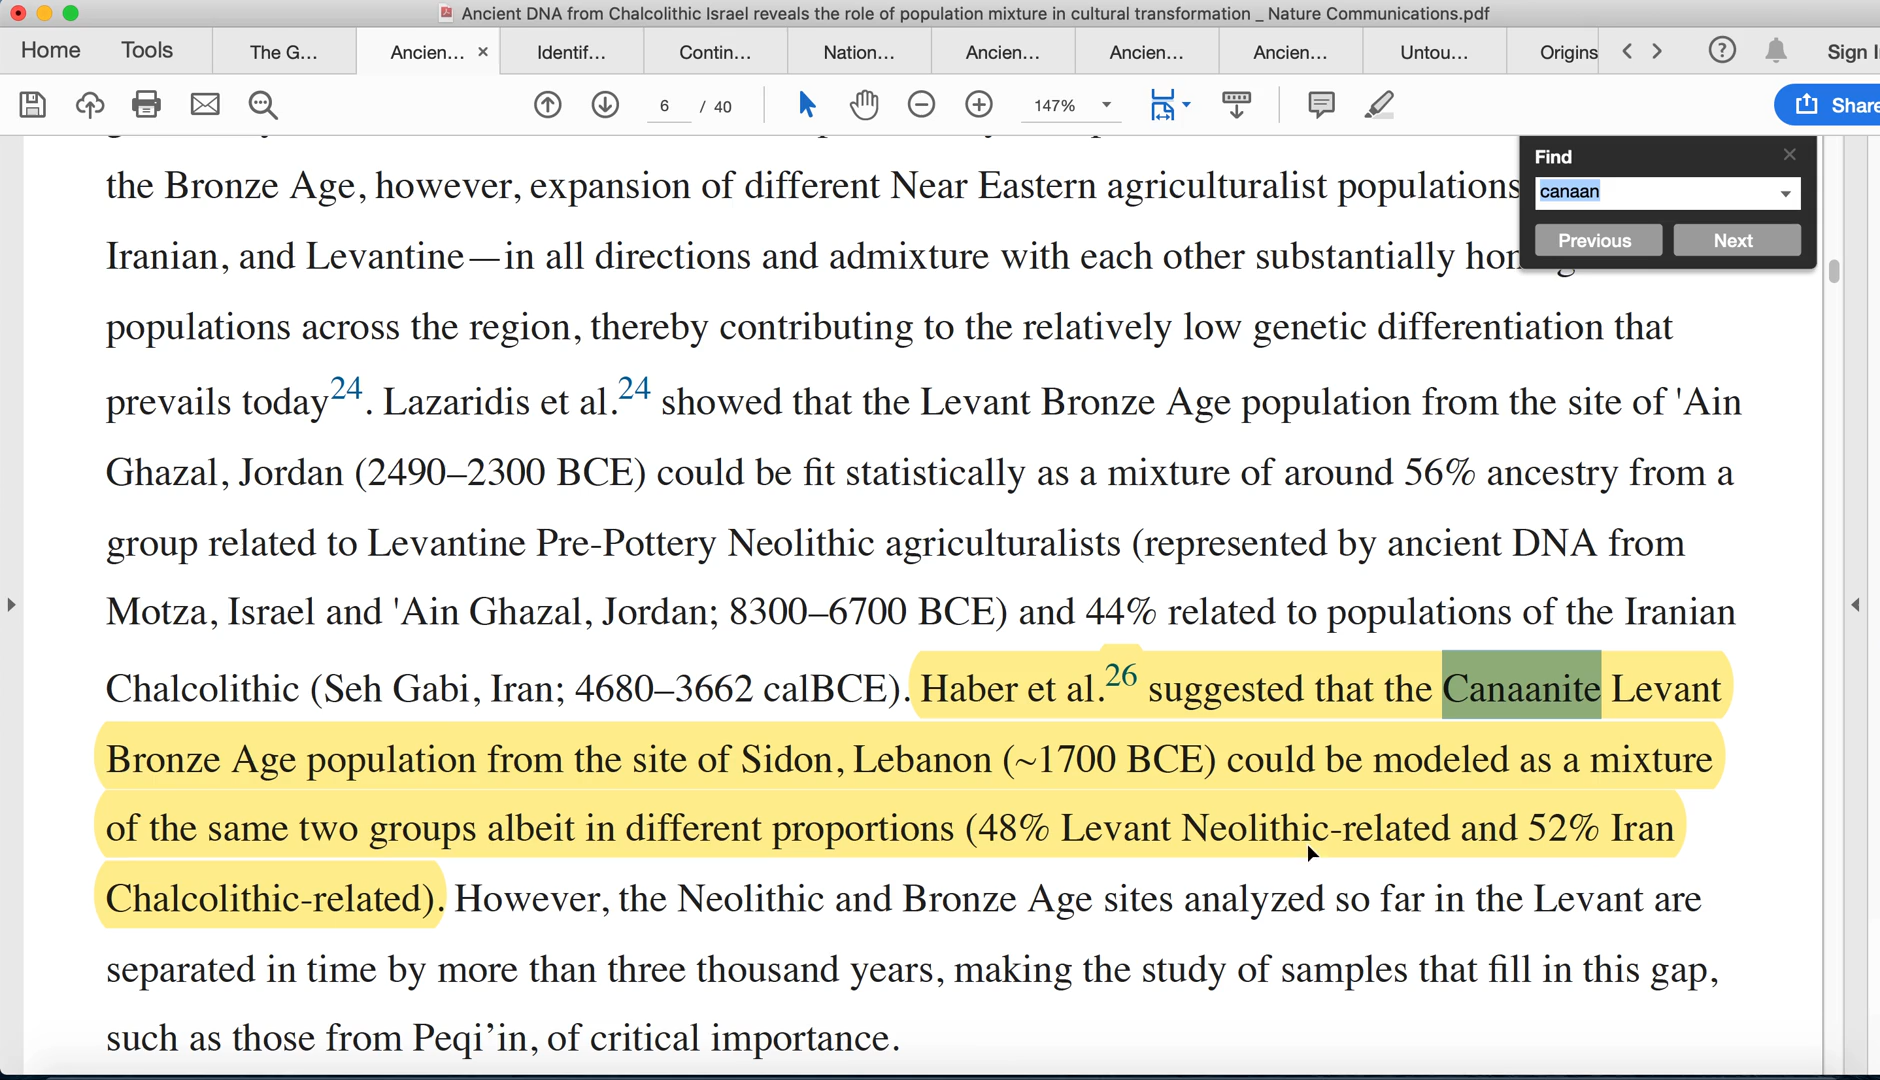 Ancient DNA from Chalcolithic Israel reveals the role of population mixture in cultural transformation _ Nature Communications.pdf
Home Tools The G... Ancien... × Identif... Contin... Nation... Ancien... Ancien... Ancien... Untou... Origins Sign I
6 / 40 147% Share
Find
canaan
Previous Next
the Bronze Age, however, expansion of different Near Eastern agriculturalist populations
Iranian, and Levantine—in all directions and admixture with each other substantially
populations across the region, thereby contributing to the relatively low genetic differentiation that
prevails today24. Lazaridis et al.24 showed that the Levant Bronze Age population from the site of 'Ain
Ghazal, Jordan (2490–2300 BCE) could be fit statistically as a mixture of around 56% ancestry from a
group related to Levantine Pre-Pottery Neolithic agriculturalists (represented by ancient DNA from
Motza, Israel and 'Ain Ghazal, Jordan; 8300–6700 BCE) and 44% related to populations of the Iranian
Chalcolithic (Seh Gabi, Iran; 4680–3662 calBCE). Haber et al.26 suggested that the Canaanite Levant
Bronze Age population from the site of Sidon, Lebanon (~1700 BCE) could be modeled as a mixture
of the same two groups albeit in different proportions (48% Levant Neolithic-related and 52% Iran
Chalcolithic-related). However, the Neolithic and Bronze Age sites analyzed so far in the Levant are
separated in time by more than three thousand years, making the study of samples that fill in this gap,
such as those from Peqi’in, of critical importance.